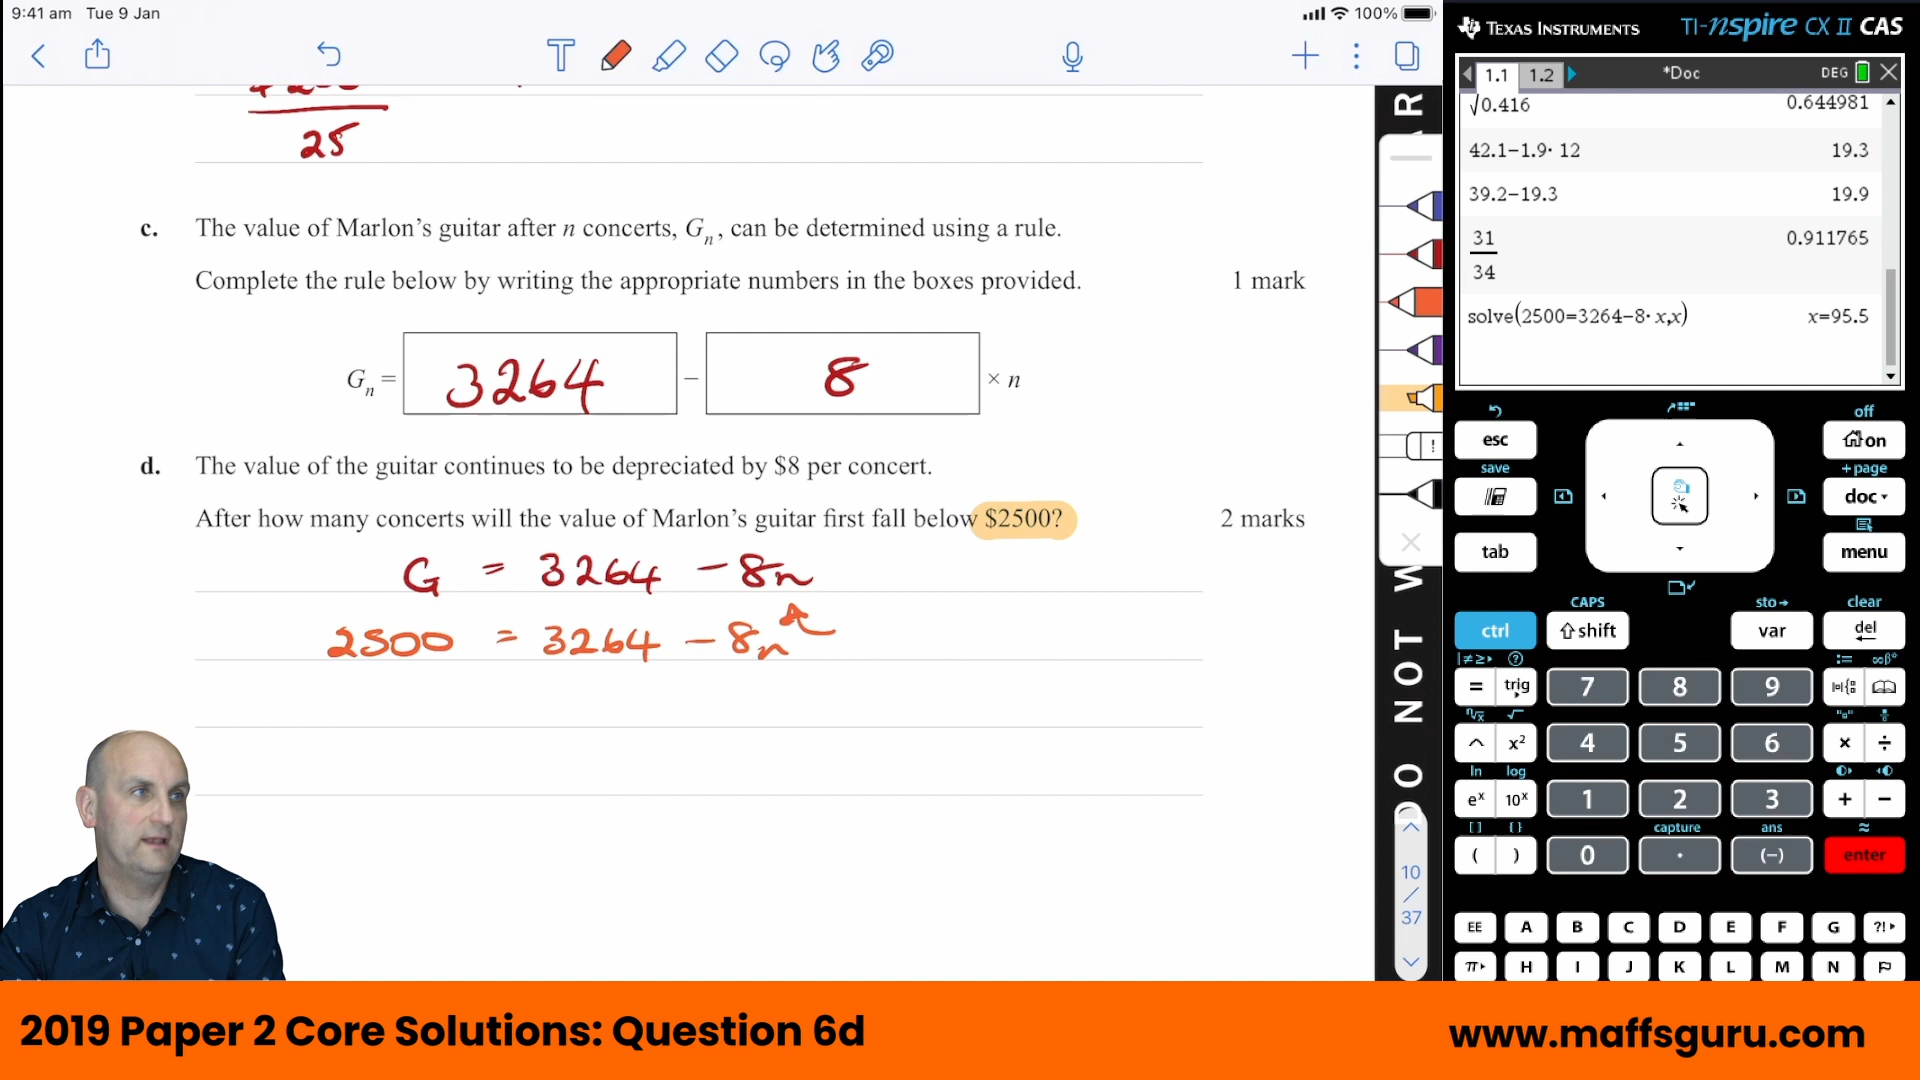 9:41 am Tue 9 Jan
100%
25
c. The value of Marlon's guitar after n concerts, Gn, can be determined using a rule.
Complete the rule below by writing the appropriate numbers in the boxes provided. 1 mark
Gn = 3264 − 8 × n
d. The value of the guitar continues to be depreciated by $8 per concert.
After how many concerts will the value of Marlon's guitar first fall below $2500? 2 marks
G = 3264 − 8n
2500 = 3264 − 8n
DO NOT W
AR
10
/
37
TEXAS INSTRUMENTS TI-nspire CX II CAS
1.1 1.2 *Doc DEG
√0.416 0.644981
42.1−1.9·12 19.3
39.2−19.3 19.9
31
34
0.911765
solve(2500=3264−8·x,x) x=95.5
off
esc on
save +page
doc
tab menu
CAPS sto→ clear
ctrl shift var del
= trig 7 8 9
^ x² 4 5 6 × ÷
ln log
eˣ 10ˣ 1 2 3 + −
[] {} capture ans ≈
( ) 0 . (−) enter
EE A B C D E F G ?!
π H I J K L M N
2019 Paper 2 Core Solutions: Question 6d
www.maffsguru.com